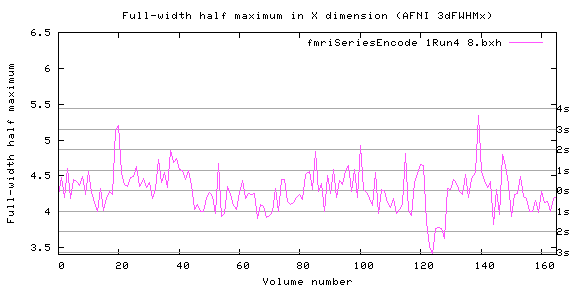 Full-width half maximum in X dimension (AFNI 3dFWHMx)
fmriSeriesEncode 1Run4 8.bxh
Full-width half maximum
6.5
6
5.5
5
4.5
4
3.5
4s
3s
2s
1s
0s
1s
2s
3s
0 20 40 60 80 100 120 140 160
Volume number